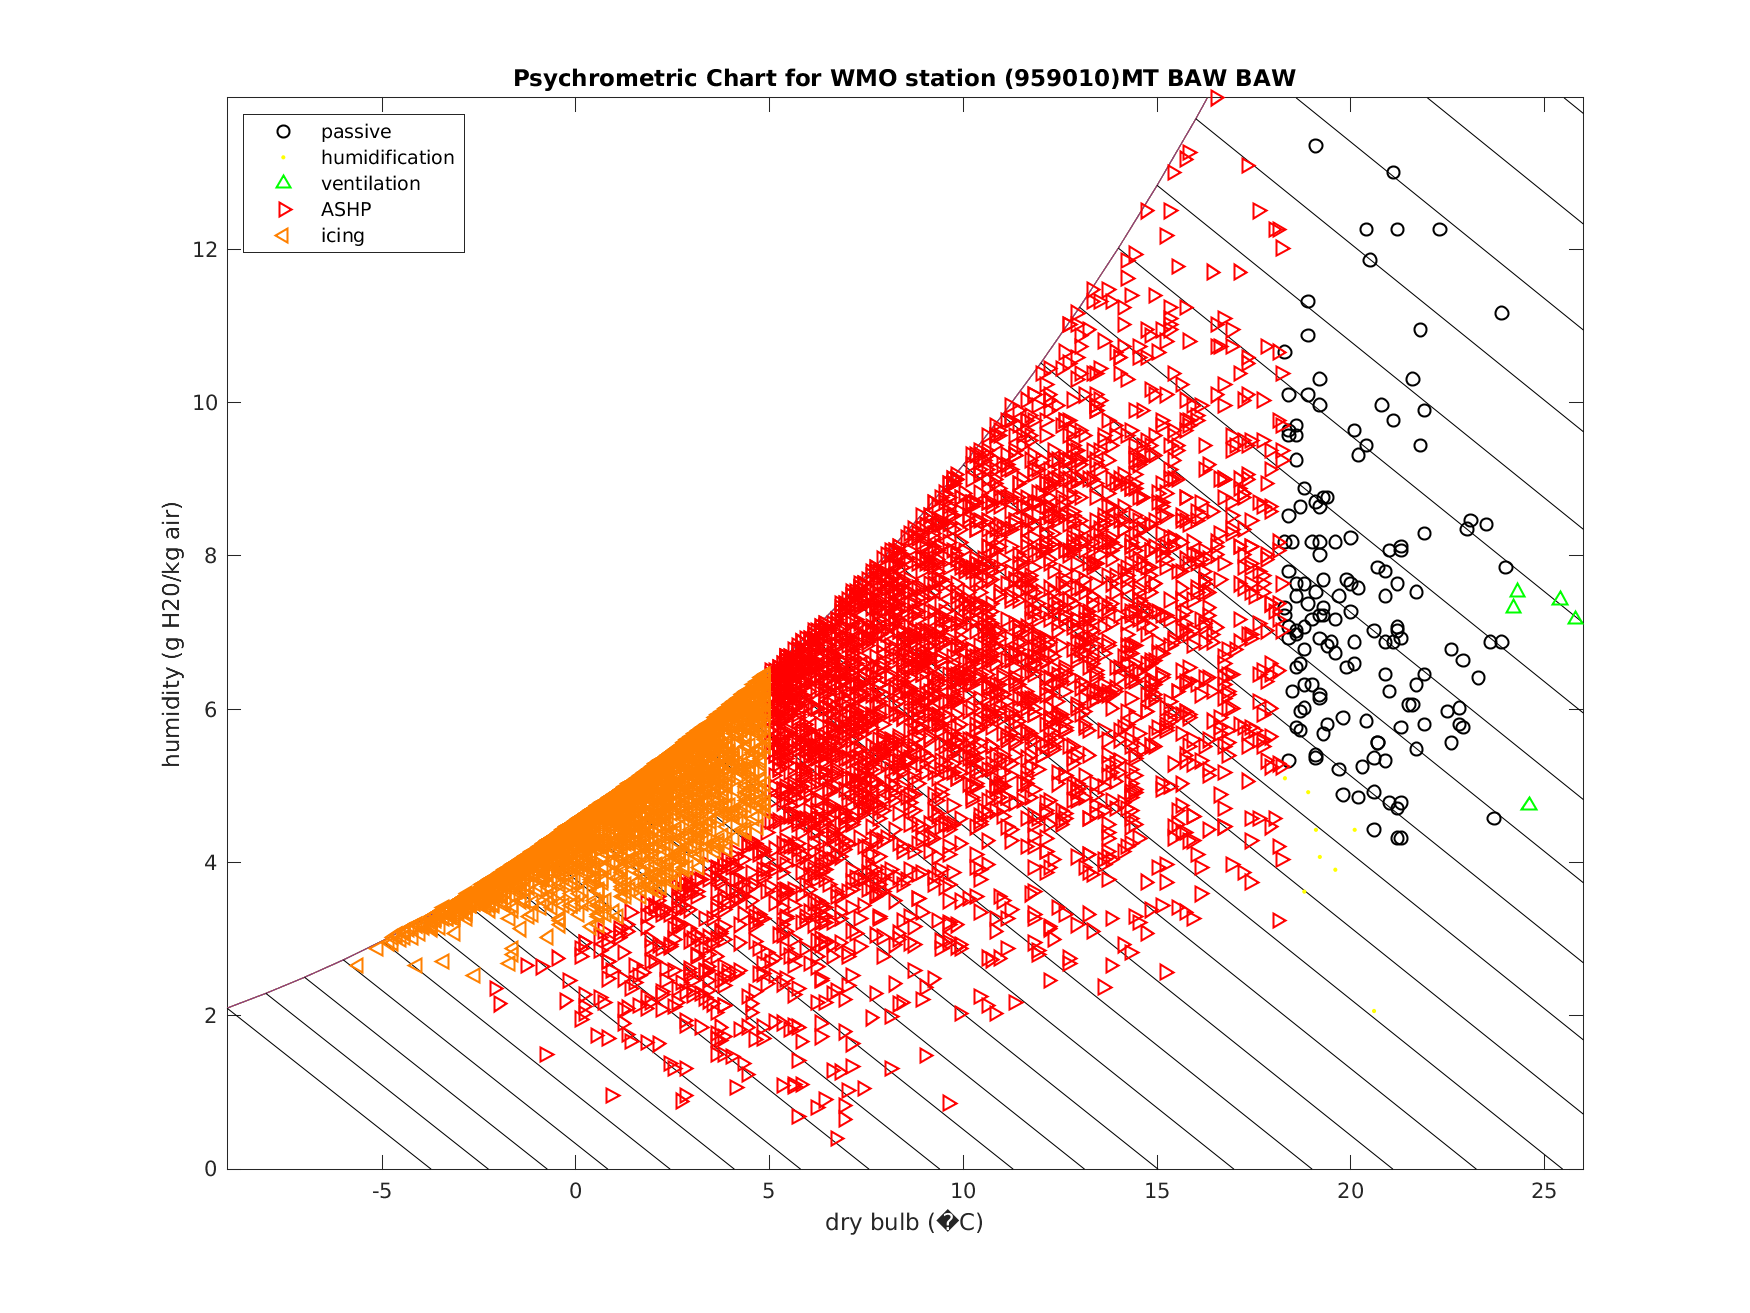 Psychrometric Chart for WMO station (959010)MT BAW BAW
passive
humidification
ventilation
ASHP
icing
humidity (g H20/kg air)
12
10
8
6
4
2
0
-5
0
5
10
15
20
25
dry bulb (�C)